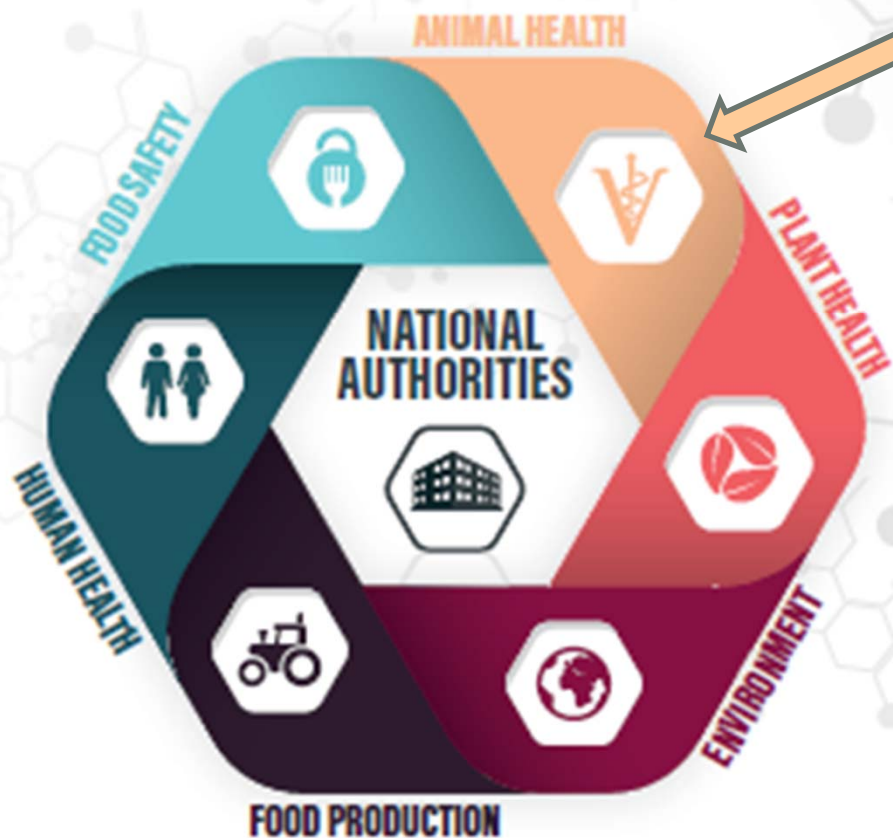 ANIMAL HEALTH
FOOD SAFETY
PLANT HEALTH
NATIONAL
AUTHORITIES
HUMAN HEALTH
ENVIRONMENT
FOOD PRODUCTION